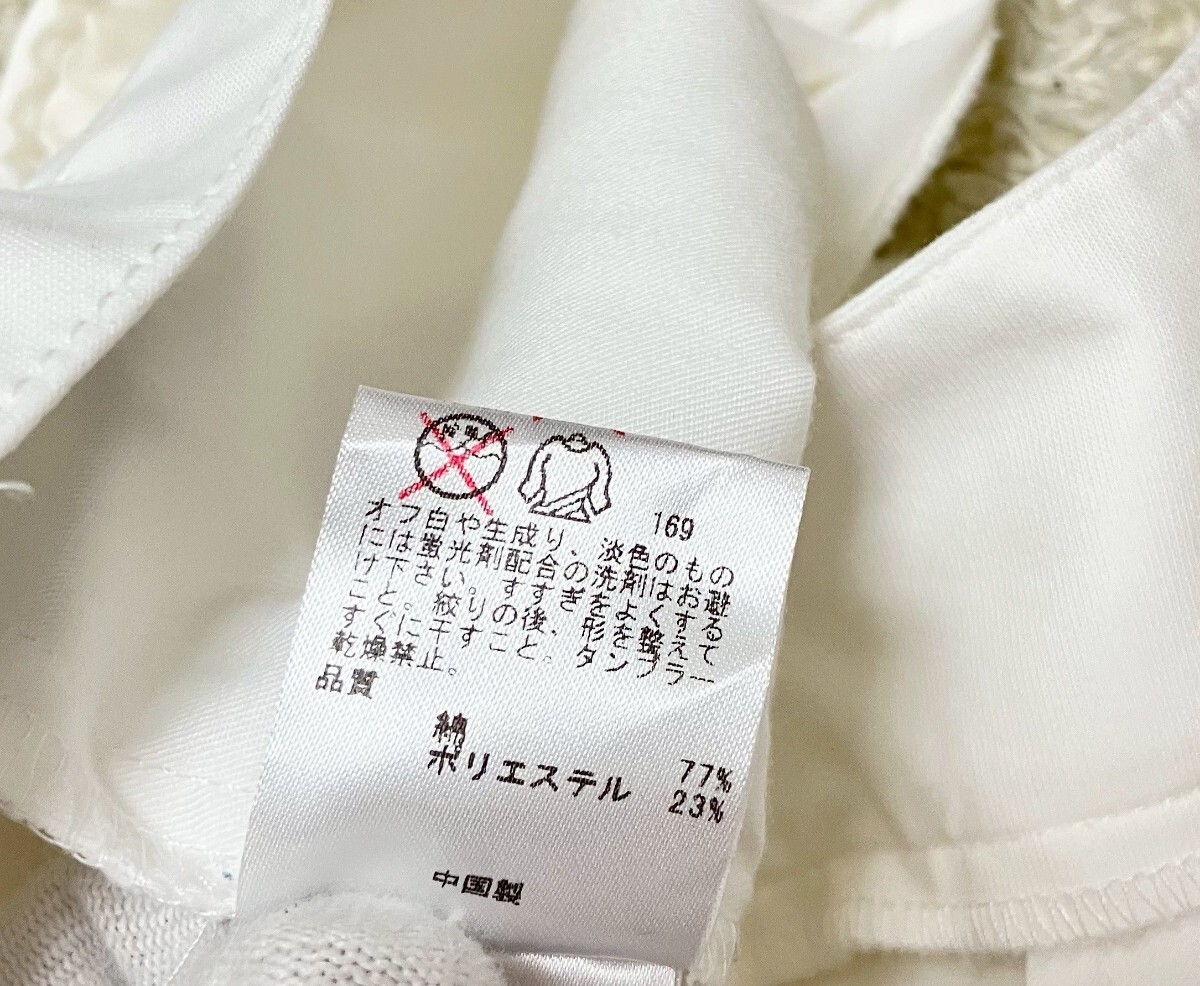 169
オフ白や生成り、淡色のもの
には蛍光剤配合の洗剤はお避
け下さい。すすぎをよくする
こと。絞りの後、形を整えて
すぐに干すこと。タンブラー
乾燥禁止。
品質
綿 77%
ポリエステル 23%
中国製